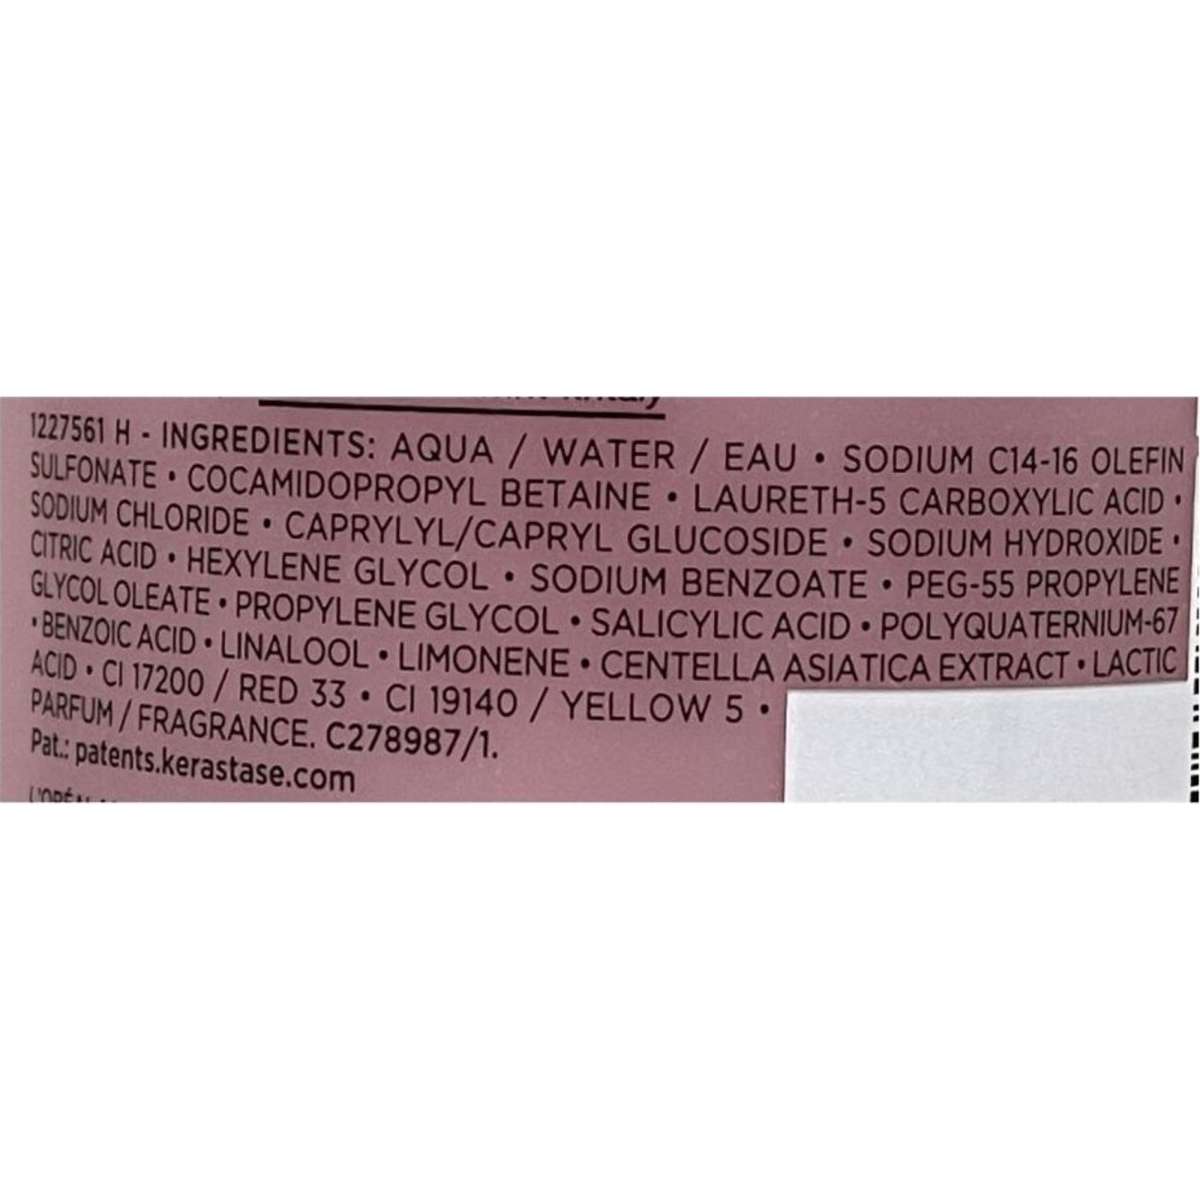 1227561 H - INGREDIENTS: AQUA / WATER / EAU • SODIUM C14-16 OLEFIN
SULFONATE • COCAMIDOPROPYL BETAINE • LAURETH-5 CARBOXYLIC ACID •
SODIUM CHLORIDE • CAPRYLYL/CAPRYL GLUCOSIDE • SODIUM HYDROXIDE •
CITRIC ACID • HEXYLENE GLYCOL • SODIUM BENZOATE • PEG-55 PROPYLENE
GLYCOL OLEATE • PROPYLENE GLYCOL • SALICYLIC ACID • POLYQUATERNIUM-67
• BENZOIC ACID • LINALOOL • LIMONENE • CENTELLA ASIATICA EXTRACT • LACTIC
ACID • CI 17200 / RED 33 • CI 19140 / YELLOW 5 •
PARFUM / FRAGRANCE. C278987/1.
Pat.: patents.kerastase.com